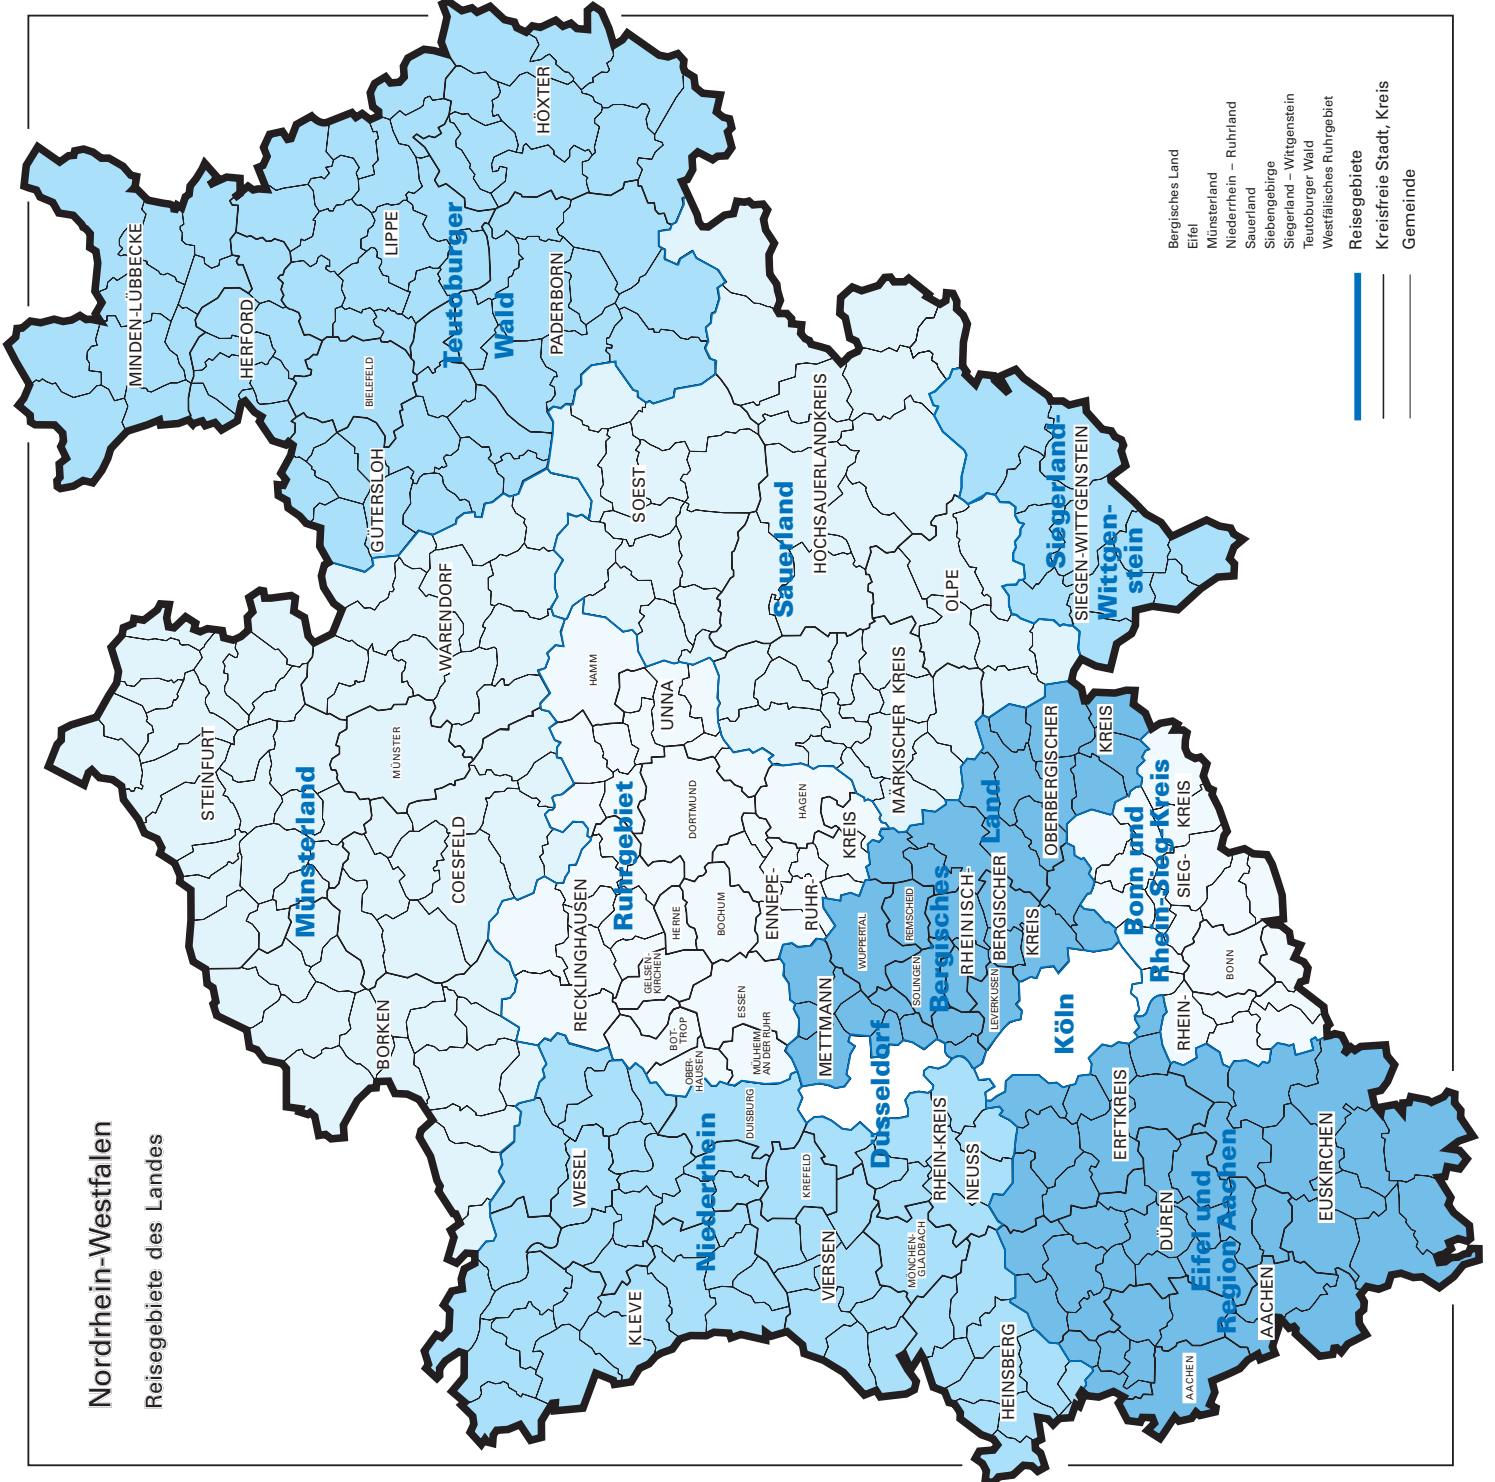 Nordrhein-Westfalen
Reisegebiete des Landes
STEINFURT
Münsterland
BORKEN
MÜNSTER
COESFELD
WARENDORF
MINDEN-LÜBBECKE
HERFORD
BIELEFELD
GÜTERSLOH
LIPPE
Teutoburger
Wald
PADERBORN
HÖXTER
KLEVE
WESEL
Niederrhein
DUISBURG
KREFELD
VIERSEN
MÖNCHEN-
GLADBACH
RHEIN-KREIS
NEUSS
HEINSBERG
RECKLINGHAUSEN
Ruhrgebiet
BOT-
TROP
OBER-
HAUSEN
GELSEN-
KIRCHEN
HERNE
ESSEN
MÜLHEIM/
AN DER RUHR
BOCHUM
DORTMUND
HAMM
UNNA
HAGEN
ENNEPE-
RUHR-
KREIS
SOEST
Sauerland
HOCHSAUERLANDKREIS
MÄRKISCHER KREIS
OLPE
Siegerland-
SIEGEN-WITTGENSTEIN
Wittgen-
stein
METTMANN
Düsseldorf
WUPPERTAL
REMSCHEID
SOLINGEN
Bergisches
Land
RHEINISCH-
BERGISCHER
KREIS
LEVERKUSEN
OBERBERGISCHER
KREIS
Köln
Bonn und
Rhein-Sieg-Kreis
RHEIN-
SIEG-
KREIS
BONN
ERFTKREIS
DÜREN
Eifel und
Region Aachen
AACHEN
AACHEN
EUSKIRCHEN
Bergisches Land
Eifel
Münsterland
Niederrhein – Ruhrland
Sauerland
Siebengebirge
Siegerland – Wittgenstein
Teutoburger Wald
Westfälisches Ruhrgebiet
Reisegebiete
Kreisfreie Stadt, Kreis
Gemeinde